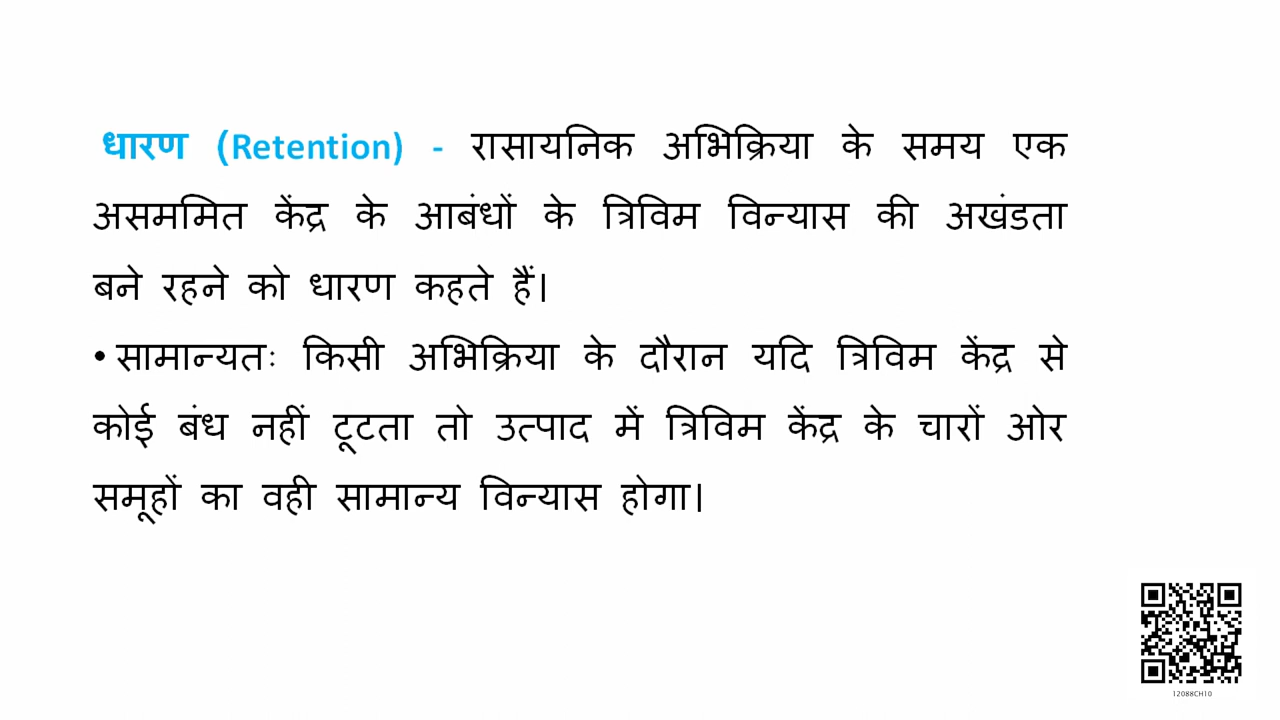 धारण (Retention) - रासायनिक अभिक्रिया के समय एक
असममित केंद्र के आबंधों के त्रिविम विन्यास की अखंडता
बने रहने को धारण कहते हैं।
• सामान्यतः किसी अभिक्रिया के दौरान यदि त्रिविम केंद्र से
कोई बंध नहीं टूटता तो उत्पाद में त्रिविम केंद्र के चारों ओर
समूहों का वही सामान्य विन्यास होगा।
12088CH10